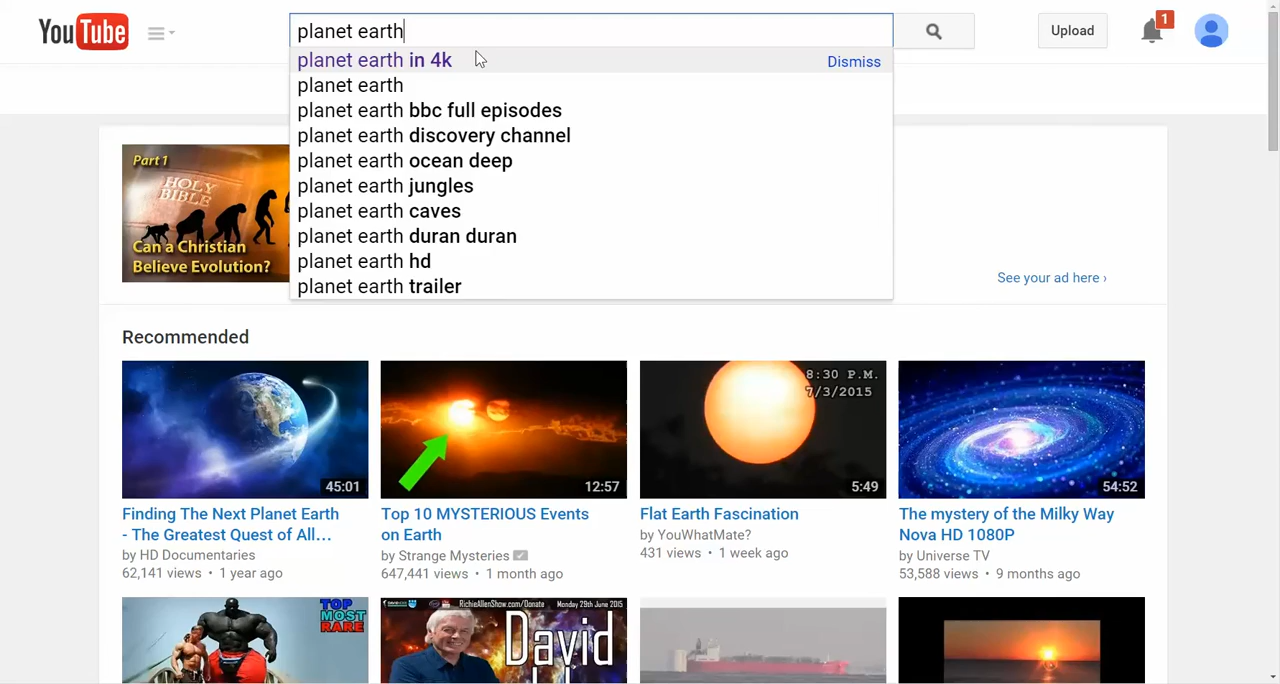 YouTube
planet earth
Upload
1
planet earth in 4k
Dismiss
planet earth
planet earth bbc full episodes
planet earth discovery channel
planet earth ocean deep
planet earth jungles
planet earth caves
planet earth duran duran
planet earth hd
planet earth trailer
Part 1
HOLY
BIBLE
Can a Christian
Believe Evolution?
See your ad here ›
Recommended
45:01
12:57
8:30 P.M.
7/3/2015
5:49
54:52
Finding The Next Planet Earth
- The Greatest Quest of All...
by HD Documentaries
62,141 views • 1 year ago
Top 10 MYSTERIOUS Events
on Earth
by Strange Mysteries
647,441 views • 1 month ago
Flat Earth Fascination
by YouWhatMate?
431 views • 1 week ago
The mystery of the Milky Way
Nova HD 1080P
by Universe TV
53,588 views • 9 months ago
TOP
MOST
RARE
RichieAllenShow.com/Donate
Monday 29th June 2015
David